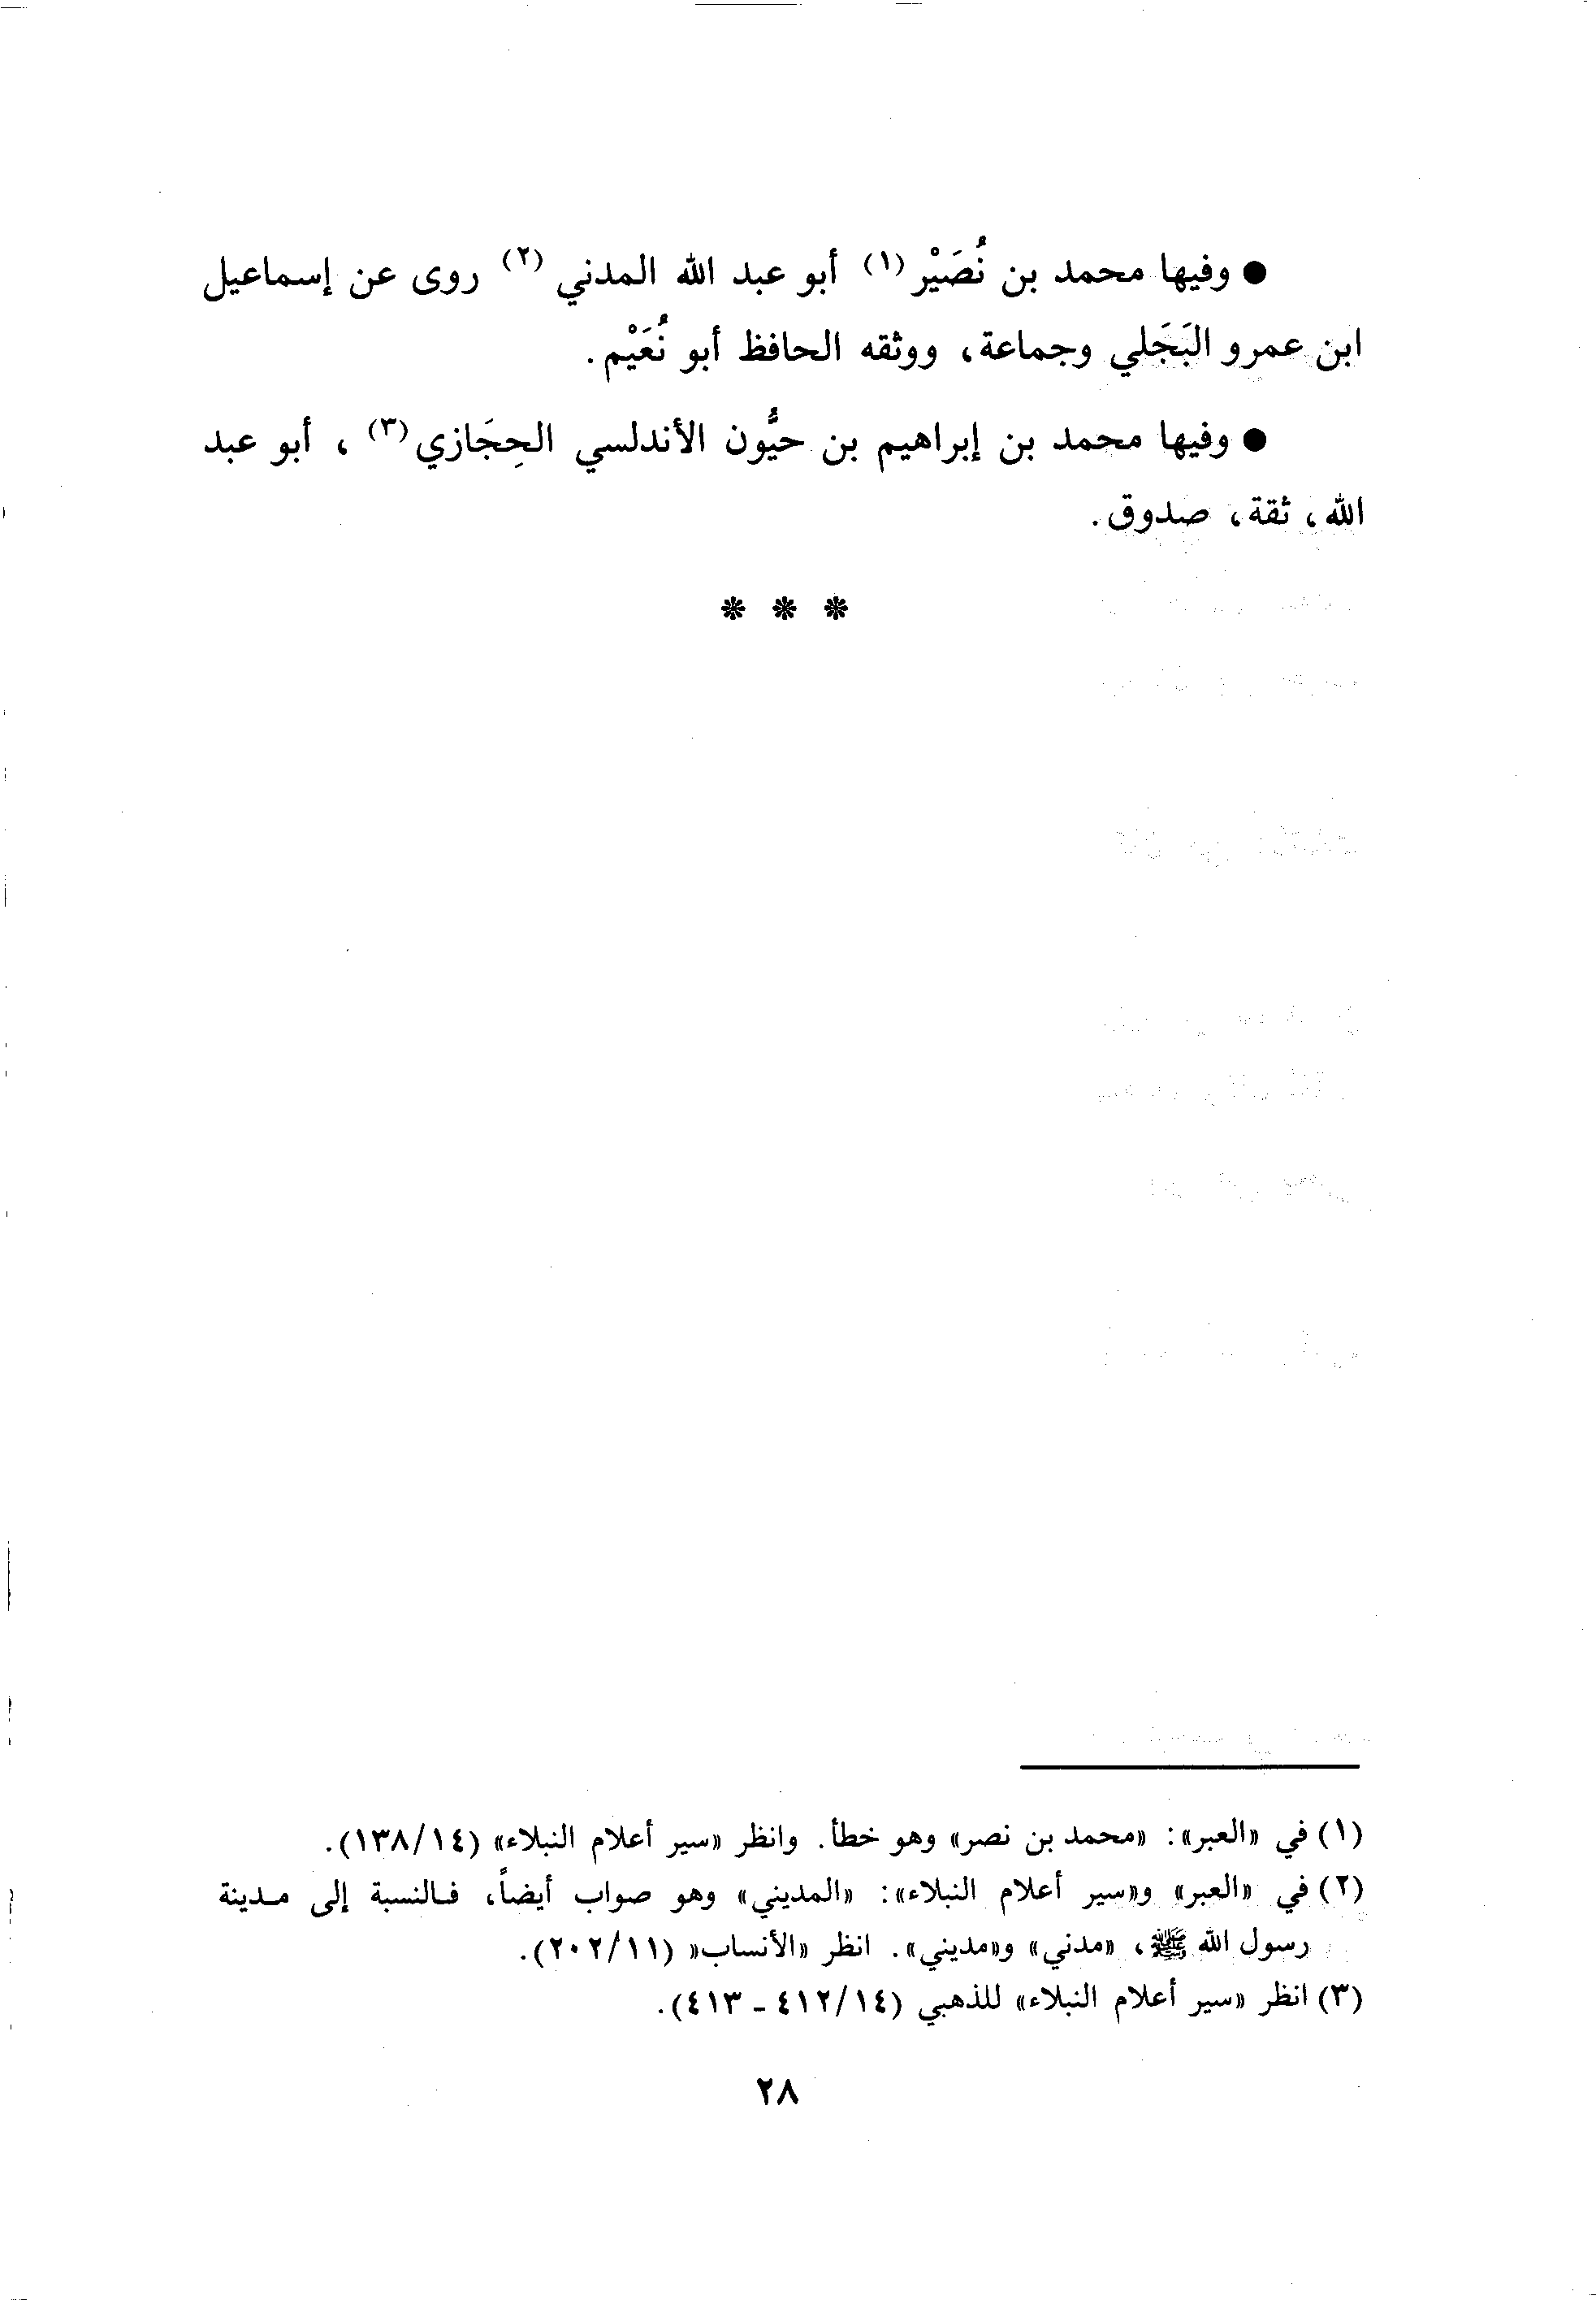 ● وفيها محمد بن نُصَيْر (١) أبو عبد الله المدني (٢) روى عن إسماعيل
ابن عمرو البَجَلي وجماعة، ووثقه الحافظ أبو نُعَيْم.
● وفيها محمد بن إبراهيم بن حيُّون الأندلسي الحِجَازي (٣)، أبو عبد
الله، ثقة، صدوق.
* * *
(١) في «العبر»: «محمد بن نصر» وهو خطأ. وانظر «سير أعلام النبلاء» (١٣٨/١٤).
(٢) في «العبر» و«سير أعلام النبلاء»: «المديني» وهو صواب أيضاً، فالنسبة إلى مدينة
رسول الله ﷺ، «مدني» و«مديني». انظر «الأنساب» (٢٠٢/١١).
(٣) انظر «سير أعلام النبلاء» للذهبي (٤١٢/١٤ - ٤١٣).
٢٨